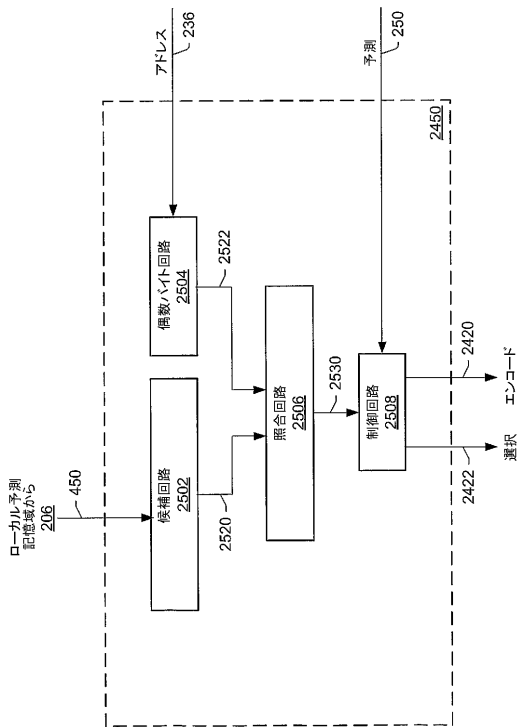 ローカル予測
記憶域から
206
450
アドレス
236
候補回路
2502
偶数バイト回路
2504
2520
2522
照合回路
2506
2530
予測
250
制御回路
2508
2450
2422
2420
選択
エンコード